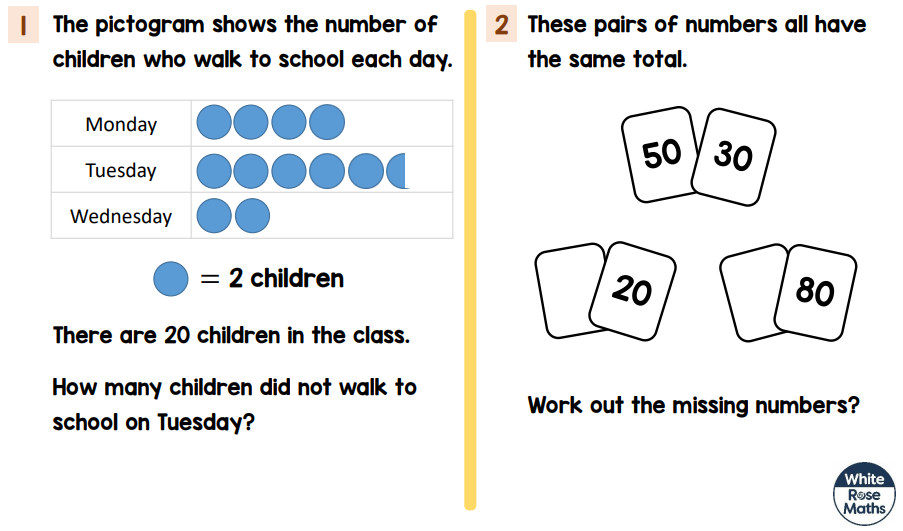 1
The pictogram shows the number of
children who walk to school each day.
Monday
Tuesday
Wednesday
= 2 children
There are 20 children in the class.
How many children did not walk to
school on Tuesday?
2
These pairs of numbers all have
the same total.
50 30
20
80
Work out the missing numbers?
White
Rose
Maths